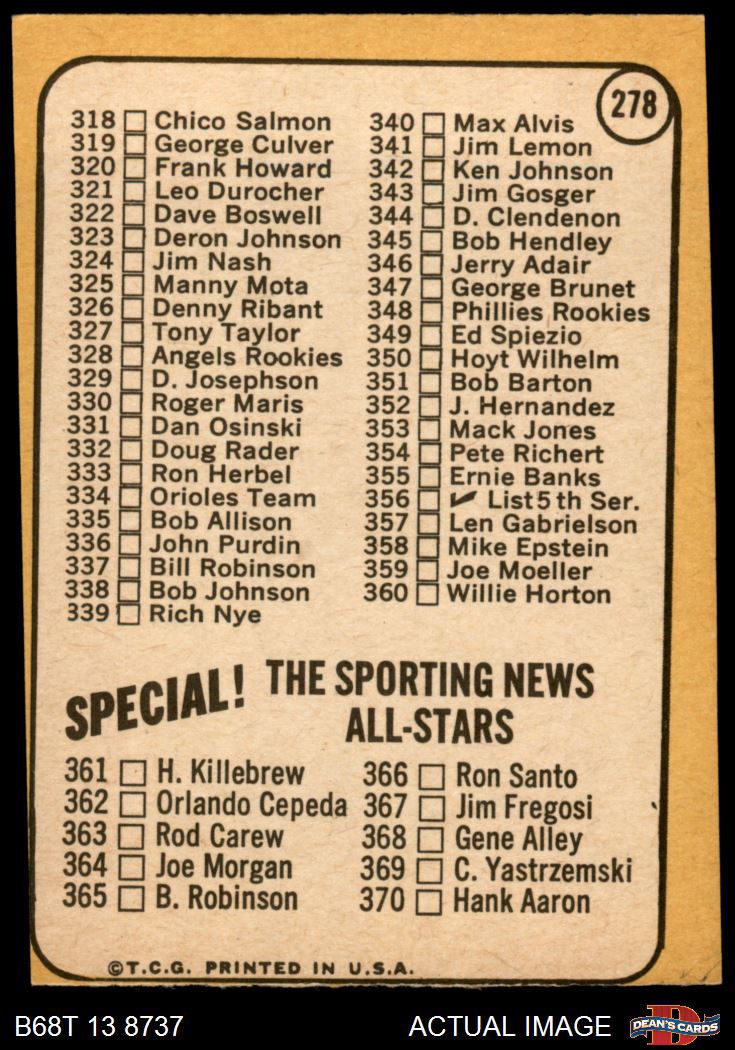 278
318 Chico Salmon
319 George Culver
320 Frank Howard
321 Leo Durocher
322 Dave Boswell
323 Deron Johnson
324 Jim Nash
325 Manny Mota
326 Denny Ribant
327 Tony Taylor
328 Angels Rookies
329 D. Josephson
330 Roger Maris
331 Dan Osinski
332 Doug Rader
333 Ron Herbel
334 Orioles Team
335 Bob Allison
336 John Purdin
337 Bill Robinson
338 Bob Johnson
339 Rich Nye
340 Max Alvis
341 Jim Lemon
342 Ken Johnson
343 Jim Gosger
344 D. Clendenon
345 Bob Hendley
346 Jerry Adair
347 George Brunet
348 Phillies Rookies
349 Ed Spiezio
350 Hoyt Wilhelm
351 Bob Barton
352 J. Hernandez
353 Mack Jones
354 Pete Richert
355 Ernie Banks
356 List 5th Ser.
357 Len Gabrielson
358 Mike Epstein
359 Joe Moeller
360 Willie Horton
SPECIAL! THE SPORTING NEWS
ALL-STARS
361 H. Killebrew
362 Orlando Cepeda
363 Rod Carew
364 Joe Morgan
365 B. Robinson
366 Ron Santo
367 Jim Fregosi
368 Gene Alley
369 C. Yastrzemski
370 Hank Aaron
©T.C.G. PRINTED IN U.S.A.
B68T 13 8737
ACTUAL IMAGE
D
DEAN'S CARDS